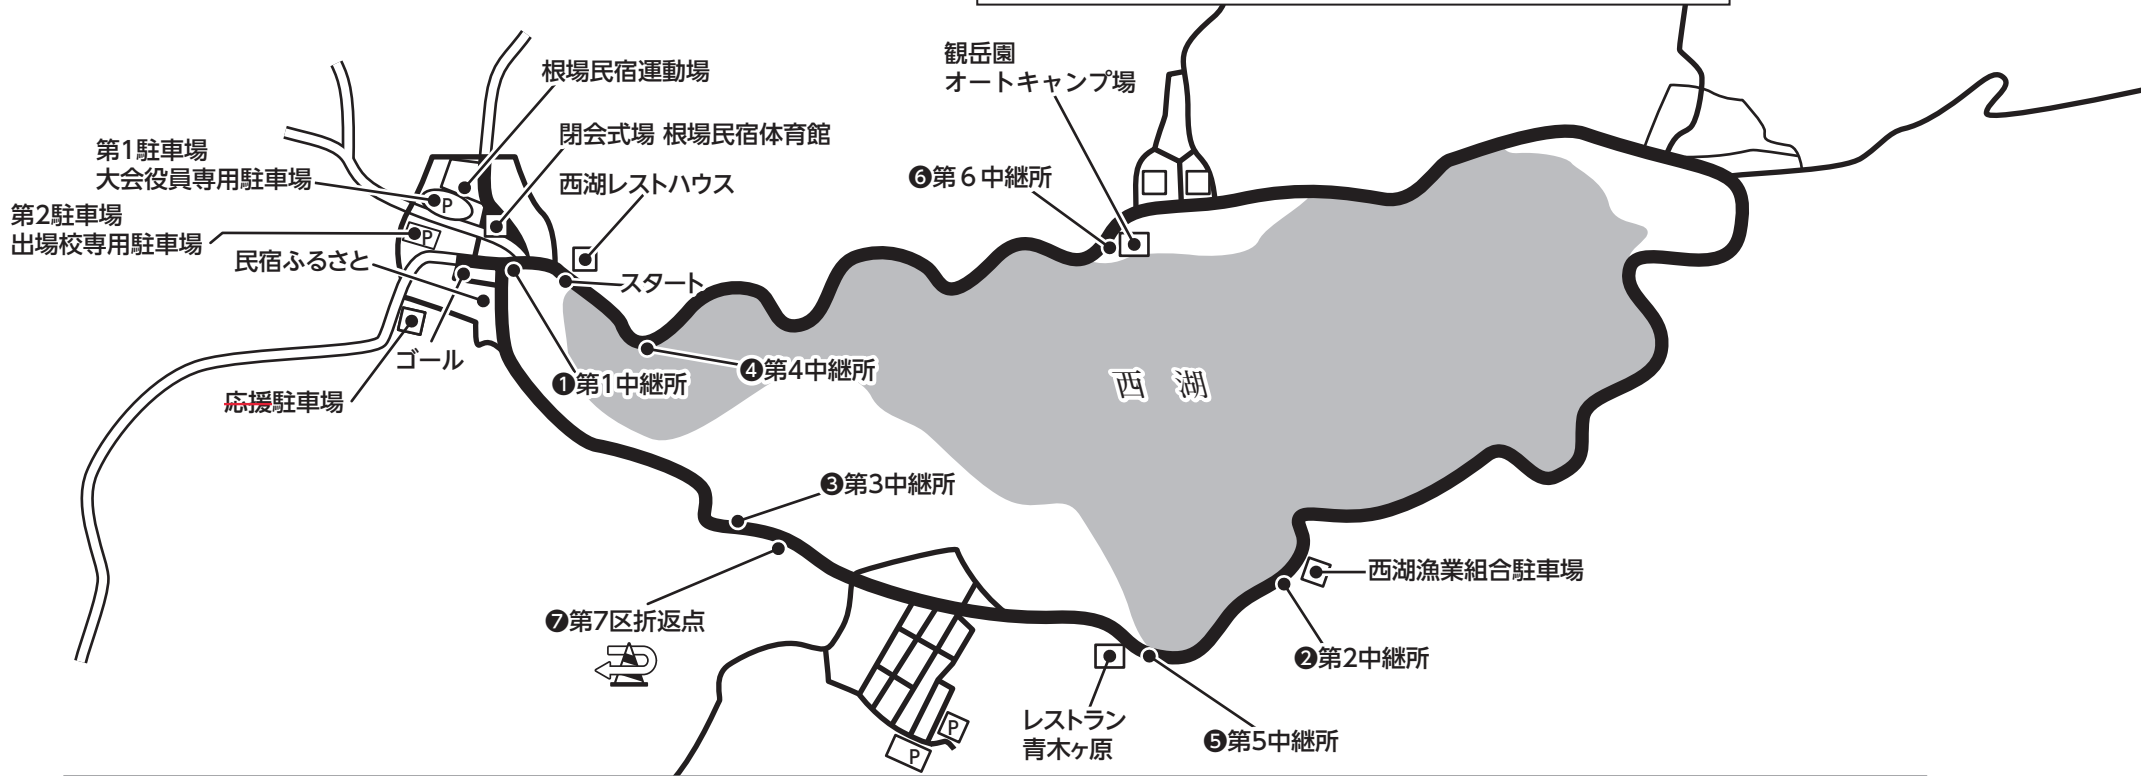 観岳園
オートキャンプ場
根場民宿運動場
閉会式場 根場民宿体育館
第1駐車場
大会役員専用駐車場
西湖レストハウス
❻第6中継所
P
第2駐車場
出場校専用駐車場
P
民宿ふるさと
スタート
ゴール
❹第4中継所
❶第1中継所
西 湖
応援駐車場
❸第3中継所
西湖漁業組合駐車場
❼第7区折返点
❷第2中継所
レストラン
青木ヶ原
❺第5中継所
P
P